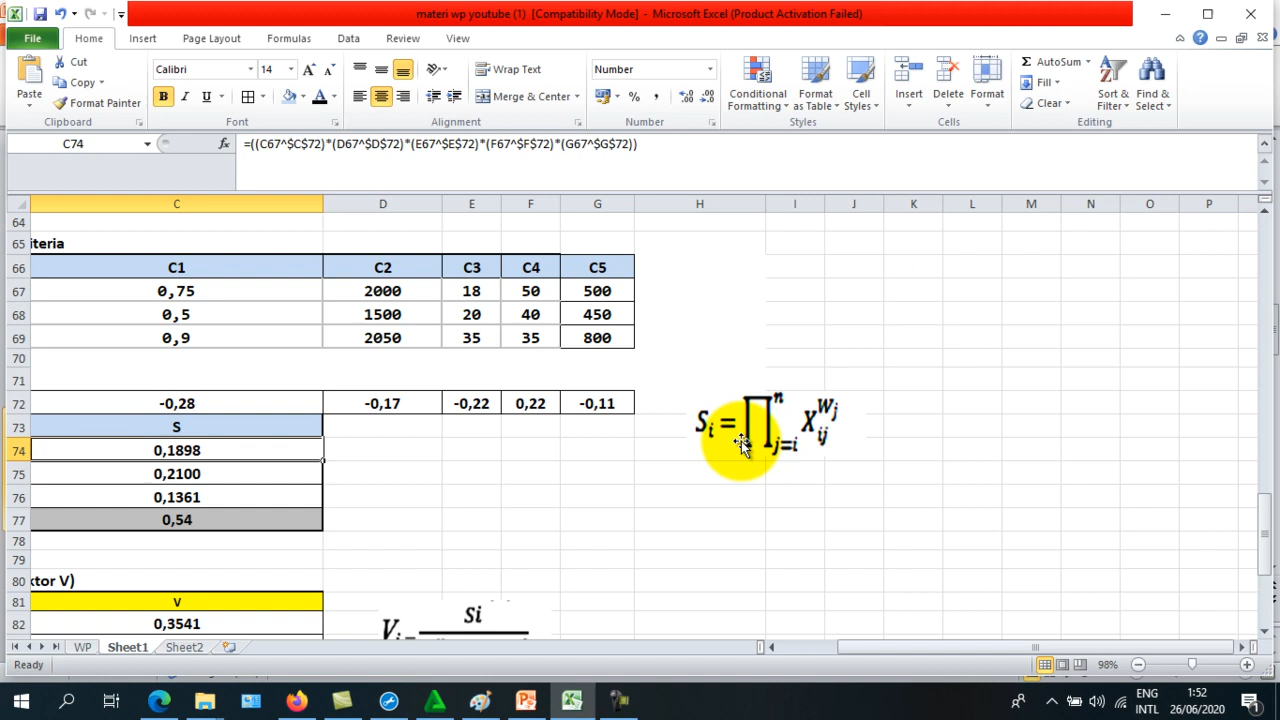 materi wp youtube (1) [Compatibility Mode] - Microsoft Excel (Product Activation Failed)
File Home Insert Page Layout Formulas Data Review View
Paste
Cut
Copy
Format Painter
Clipboard
Calibri 14
B I U
Font
Wrap Text
Merge & Center
Alignment
Number
Number
Conditional Formatting
Format as Table
Cell Styles
Styles
Insert Delete Format
Cells
AutoSum
Fill
Clear
Sort & Filter
Find & Select
Editing
C74 fx =((C67^$C$72)*(D67^$D$72)*(E67^$E$72)*(F67^$F$72)*(G67^$G$72))
C D E F G H I J K L M N O P
64
65 iteria
66 C1 C2 C3 C4 C5
67 0,75 2000 18 50 500
68 0,5 1500 20 40 450
69 0,9 2050 35 35 800
70
71
72 -0,28 -0,17 -0,22 0,22 -0,11
Si = ∏ n j=i Xij Wj
73 S
74 0,1898
75 0,2100
76 0,1361
77 0,54
78
79
80 ktor V)
81 V
82 0,3541
Vi = Si
WP Sheet1 Sheet2
Ready 98%
ENG 1:52
INTL 26/06/2020